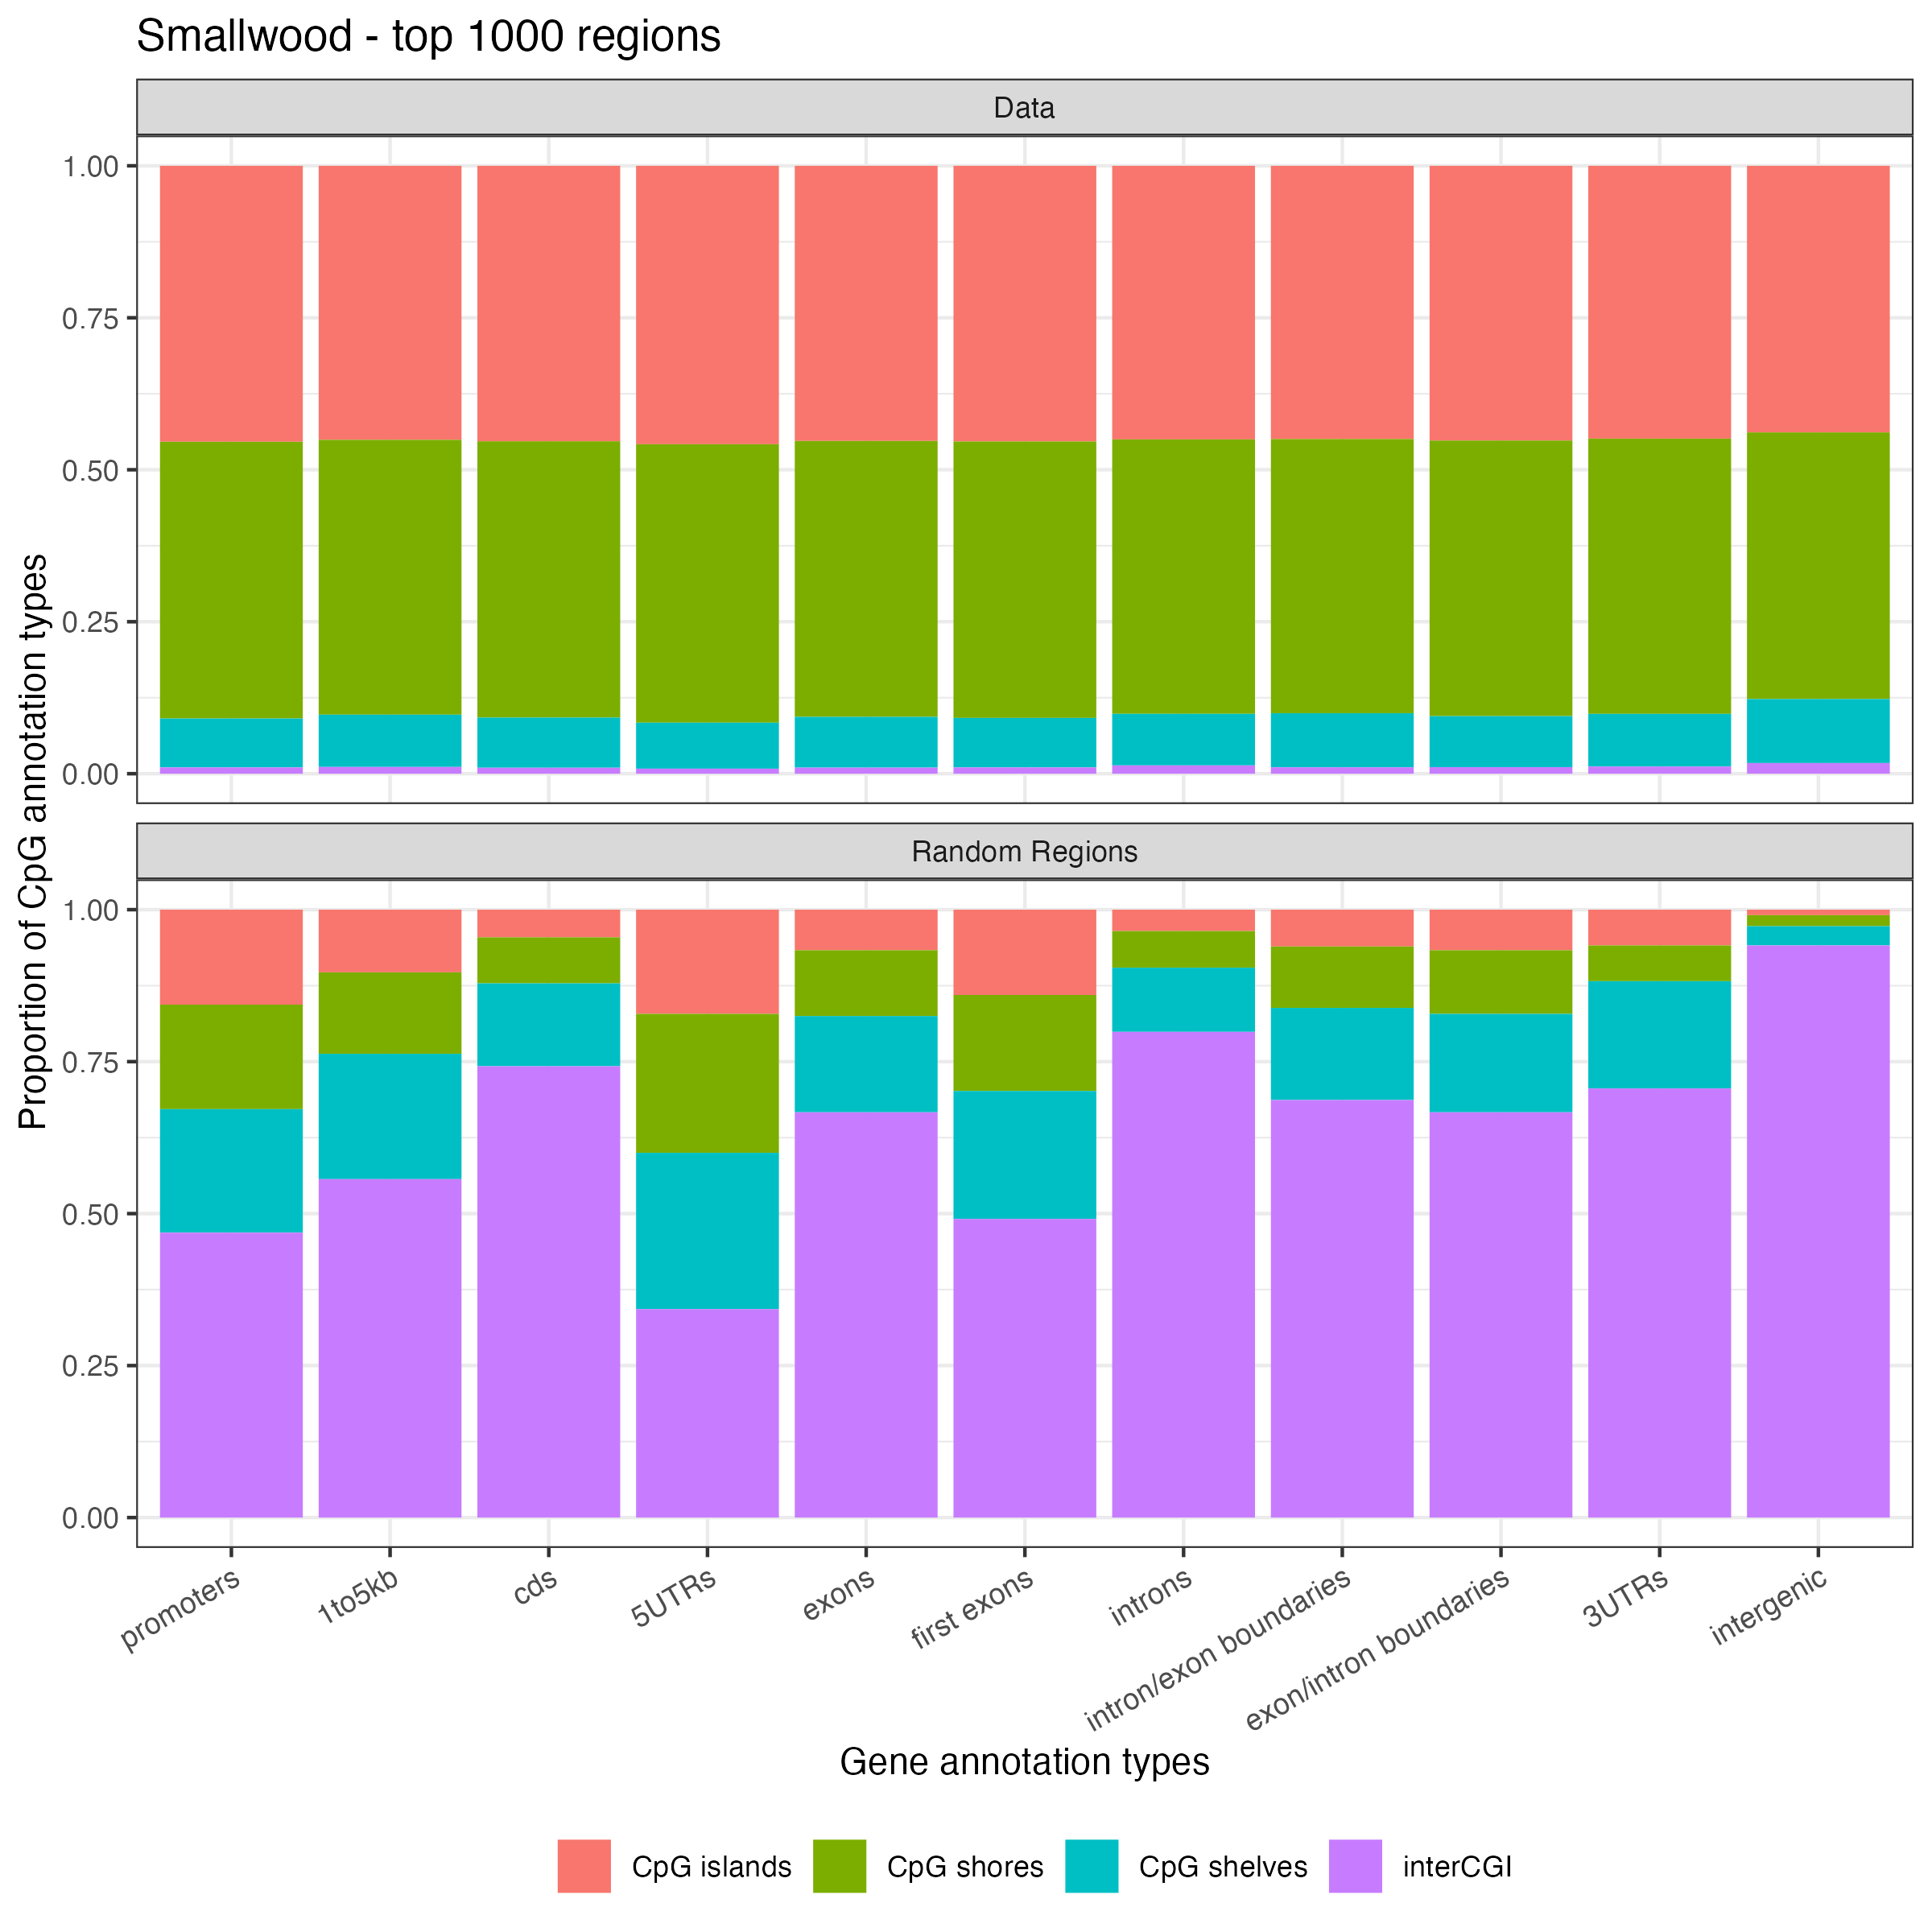 Smallwood - top 1000 regions
Data
1.00
0.75
0.50
0.25
0.00
Proportion of CpG annotation types
Random Regions
1.00
0.75
0.50
0.25
0.00
promoters
1to5kb
cds
5UTRs
exons
first exons
introns
intron/exon boundaries
exon/intron boundaries
3UTRs
intergenic
Gene annotation types
CpG islands
CpG shores
CpG shelves
interCGI